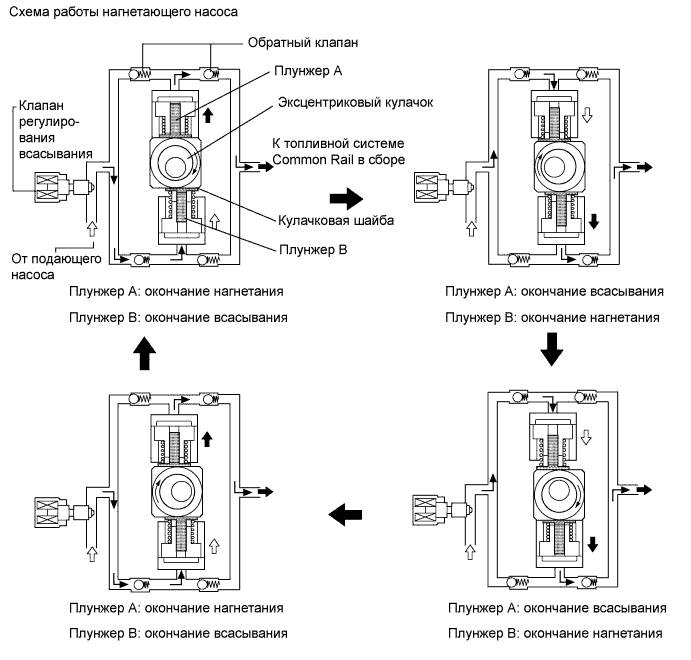 Схема работы нагнетающего насоса
Обратный клапан
Плунжер А
Эксцентриковый кулачок
Клапан
регулиро-
вания
всасывания
К топливной системе
Common Rail в сборе
Кулачковая шайба
Плунжер В
От подающего
насоса
Плунжер А: окончание нагнетания
Плунжер В: окончание всасывания
Плунжер А: окончание всасывания
Плунжер В: окончание нагнетания
Плунжер А: окончание нагнетания
Плунжер В: окончание всасывания
Плунжер А: окончание всасывания
Плунжер В: окончание нагнетания